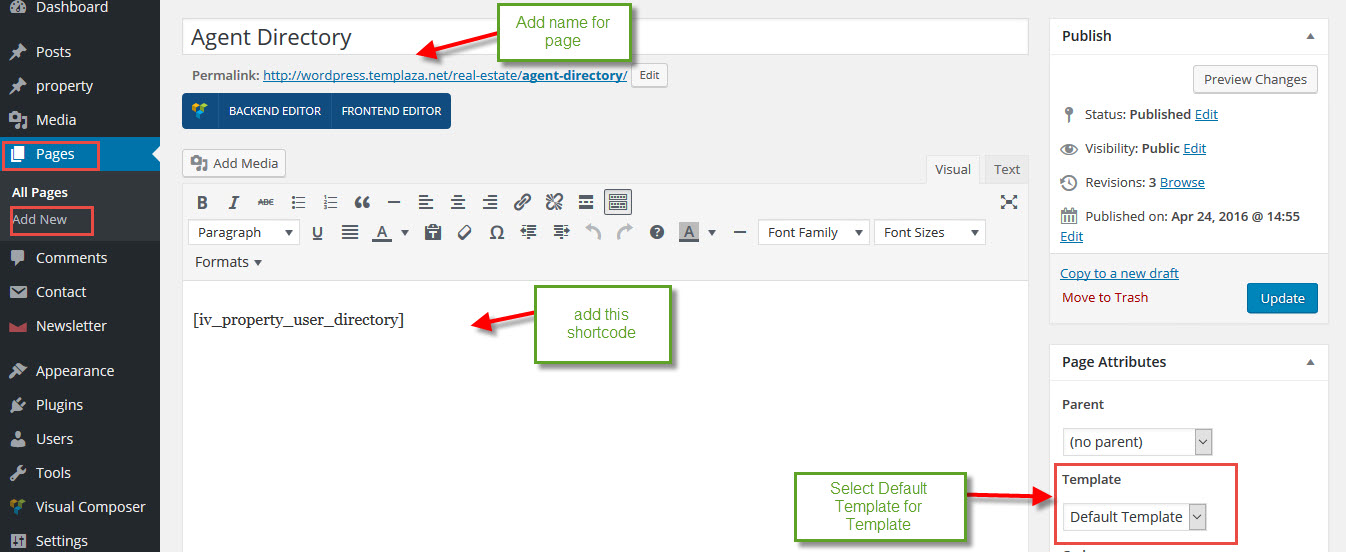 Dashboard
Posts
property
Media
Pages
All Pages
Add New
Comments
Contact
Newsletter
Appearance
Plugins
Users
Tools
Visual Composer
Settings
Agent Directory
Add name for
page
Permalink: http://wordpress.templaza.net/real-estate/agent-directory/ Edit
BACKEND EDITOR FRONTEND EDITOR
Add Media
Visual Text
B I ABC
Paragraph U A A Font Family Font Sizes
Formats
[iv_property_user_directory]
add this
shortcode
Select Default
Template for
Template
Publish
Preview Changes
Status: Published Edit
Visibility: Public Edit
Revisions: 3 Browse
Published on: Apr 24, 2016 @ 14:55
Edit
Copy to a new draft
Move to Trash Update
Page Attributes
Parent
(no parent)
Template
Default Template